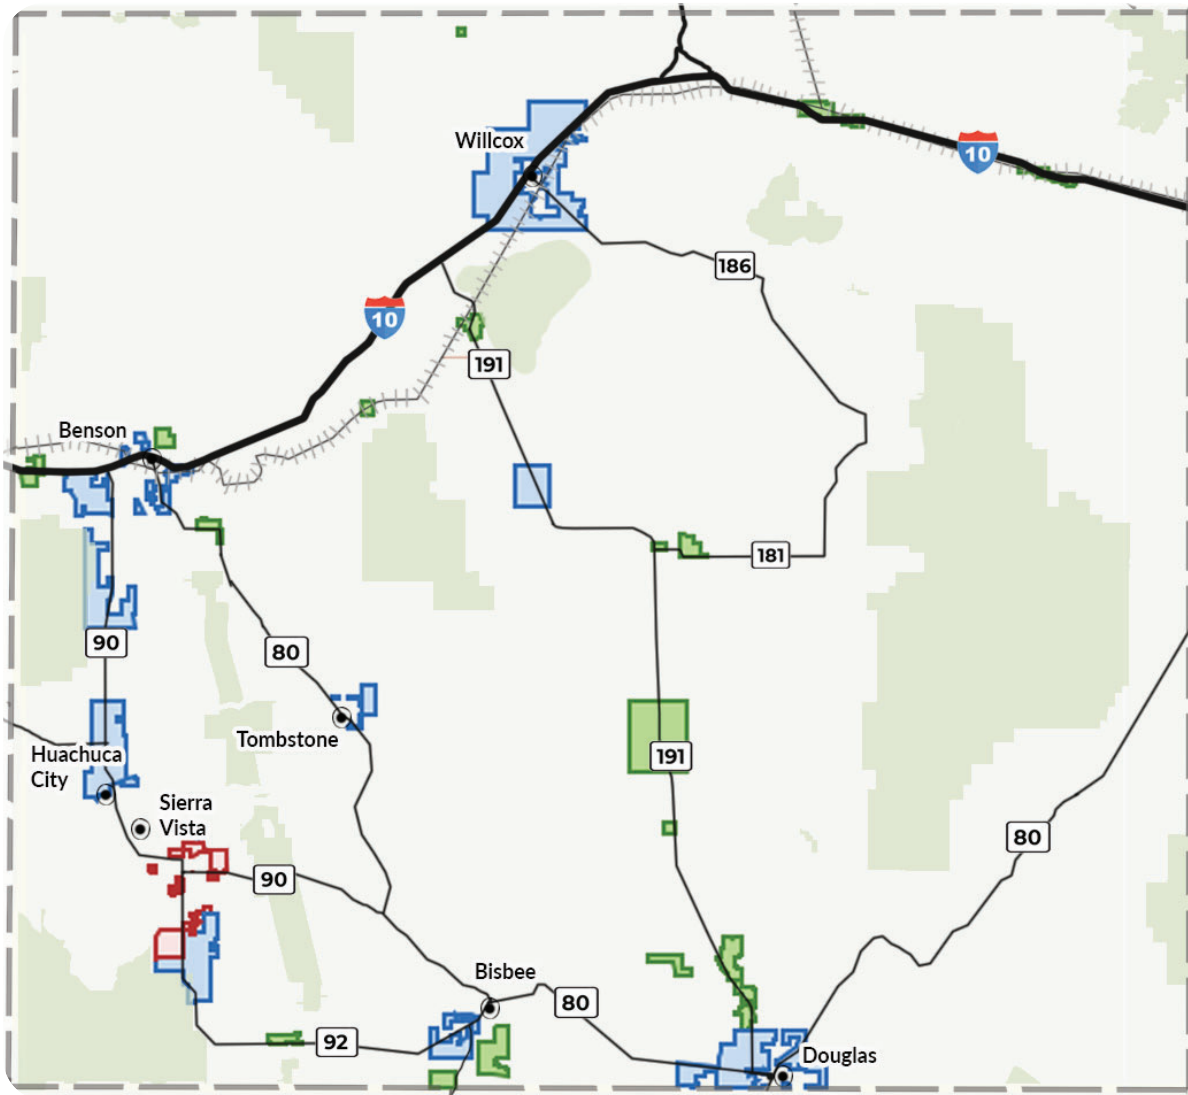 Willcox
10
186
10
191
Benson
181
90
80
Tombstone
Huachuca
City
191
Sierra
Vista
80
90
Bisbee
80
92
Douglas